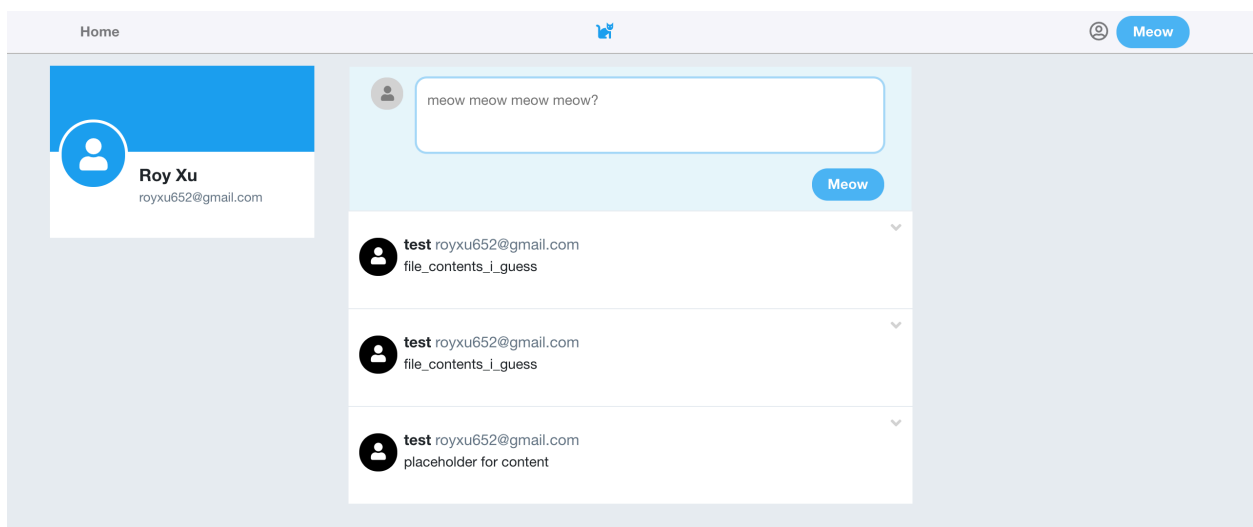 Home
Meow
Roy Xu
royxu652@gmail.com
meow meow meow meow?
Meow
test royxu652@gmail.com
file_contents_i_guess
test royxu652@gmail.com
file_contents_i_guess
test royxu652@gmail.com
placeholder for content